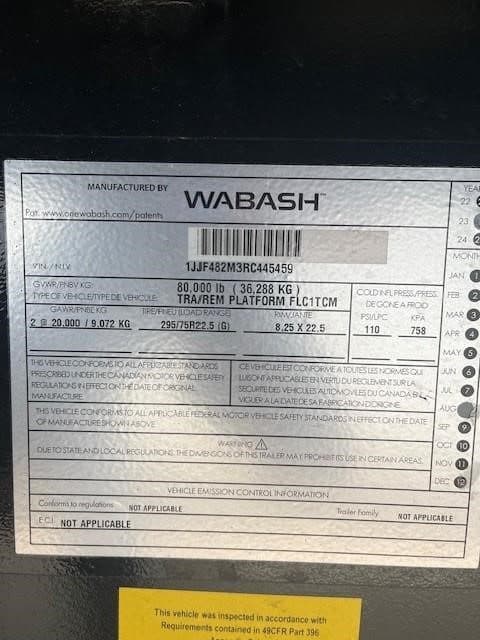 MANUFACTURED BY WABASH™
Pat. www.onewabash.com/patents
VIN/NIV 1JJF482M3RC445459
GVWR/PNBV KG: 80,000 lb ( 36,288 KG )
TYPE OF VEHICLE/TYPE DE VEHICULE: TRA/REM PLATFORM FLC1TCM
GAWR/PNSE KG TIRE/PNEU (LOAD RANGE) RIM/JANTE
2 @ 20,000 / 9,072 KG 295/75R22.5 (G) 8.25 X 22.5
COLD INFL PRESS./PRESS.
DE GONF A FROID
PSI/LPC KPA
110 758
THIS VEHICLE CONFORMS TO ALL APPLICABLE STANDARDS
PRESCRIBED UNDER THE CANADIAN MOTOR VEHICLE SAFETY
REGULATIONS IN EFFECT ON THE DATE OF ORIGINAL
MANUFACTURE
CE VEHICULE EST CONFORME A TOUTES LES NORMES QUI
LUI SONT APPLICABLES EN VERTU DU REGLEMENT SUR LA
SECURITE DES VEHICULES AUTOMOVILES DU CANADA EN
VIGUER A LA DATE DE SA FABRICATION D'ORIGINE.
THIS VEHICLE CONFORMS TO ALL APPLICABLE FEDERAL MOTOR VEHICLE SAFETY STANDARDS IN EFFECT ON THE DATE
OF MANUFACTURE SHOWN ABOVE
WARNING
DUE TO STATE AND LOCAL REGULATIONS, THE DIMENSIONS OF THIS TRAILER MAY PROHIBIT ITS USE IN CERTAIN AREAS.
VEHICLE EMISSION CONTROL INFORMATION
Conforms to regulations: NOT APPLICABLE Trailer Family NOT APPLICABLE
ECI NOT APPLICABLE
YEA
22
23
24
MONTH
JAN 1
FEB 2
MAR 3
APR 4
MAY 5
JUN 6
JUL 7
AUG
SEP 9
OCT 10
NOV 11
DEC 12
This vehicle was inspected in accordance with
Requirements contained in 49CFR Part 396